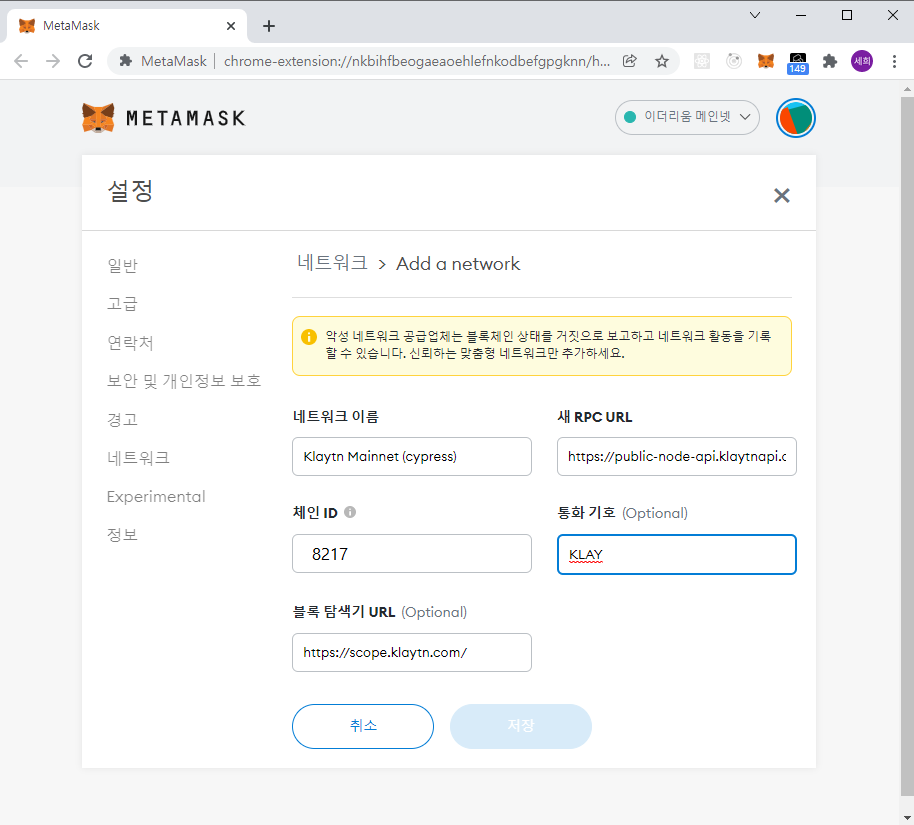 MetaMask
MetaMask
chrome-extension://nkbihfbeogaeaoehlefnkodbefgpgknn/h...
149
세희
METAMASK
이더리움 메인넷
설정
일반
고급
연락처
보안 및 개인정보 보호
경고
네트워크
Experimental
정보
네트워크 > Add a network
악성 네트워크 공급업체는 블록체인 상태를 거짓으로 보고하고 네트워크 활동을 기록
할 수 있습니다. 신뢰하는 맞춤형 네트워크만 추가하세요.
네트워크 이름
Klaytn Mainnet (cypress)
새 RPC URL
https://public-node-api.klaytnapi.c
체인 ID
8217
통화 기호 (Optional)
KLAY
블록 탐색기 URL (Optional)
https://scope.klaytn.com/
취소
저장